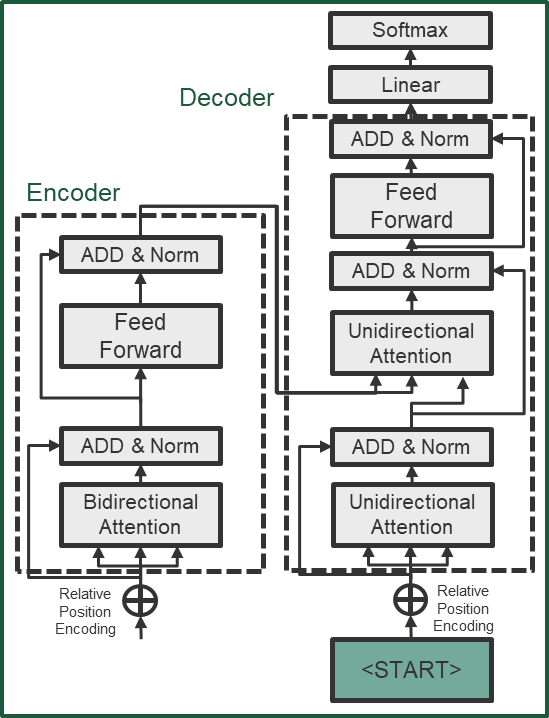 Encoder
ADD & Norm
Feed
Forward
ADD & Norm
Bidirectional
Attention
Relative
Position
Encoding
Decoder
Softmax
Linear
ADD & Norm
Feed
Forward
ADD & Norm
Unidirectional
Attention
ADD & Norm
Unidirectional
Attention
Relative
Position
Encoding
<START>